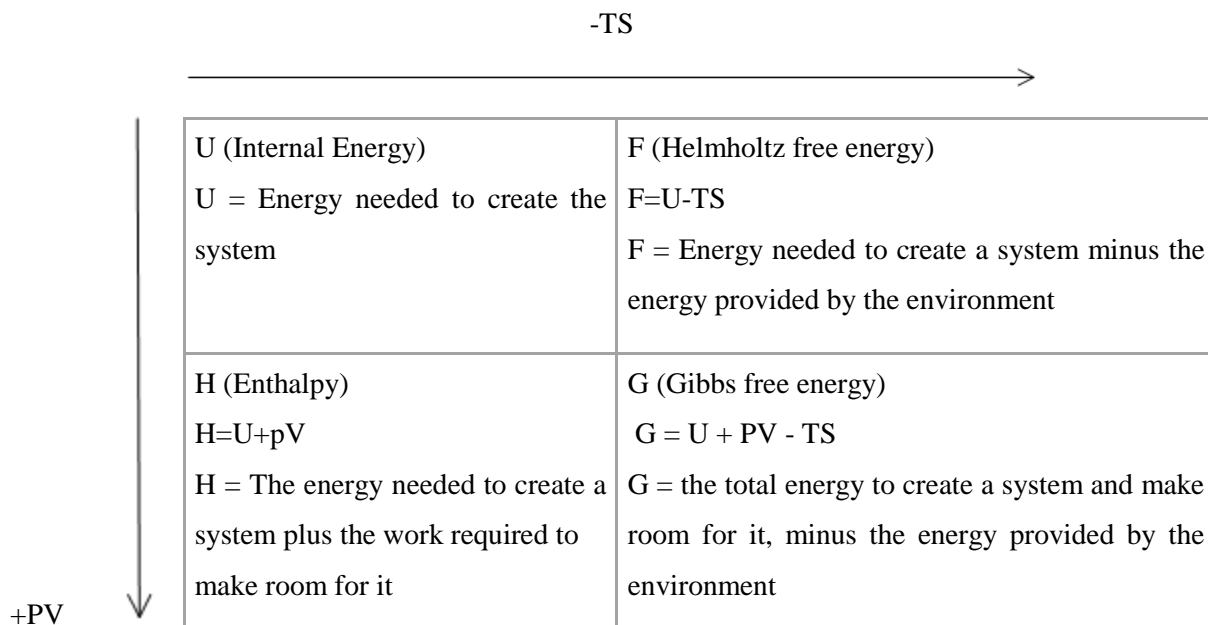 -TS
U (Internal Energy)
U = Energy needed to create the
system
F (Helmholtz free energy)
F=U-TS
F = Energy needed to create a system minus the
energy provided by the environment
H (Enthalpy)
H=U+pV
H = The energy needed to create a
system plus the work required to
make room for it
G (Gibbs free energy)
G = U + PV - TS
G = the total energy to create a system and make
room for it, minus the energy provided by the
environment
+PV